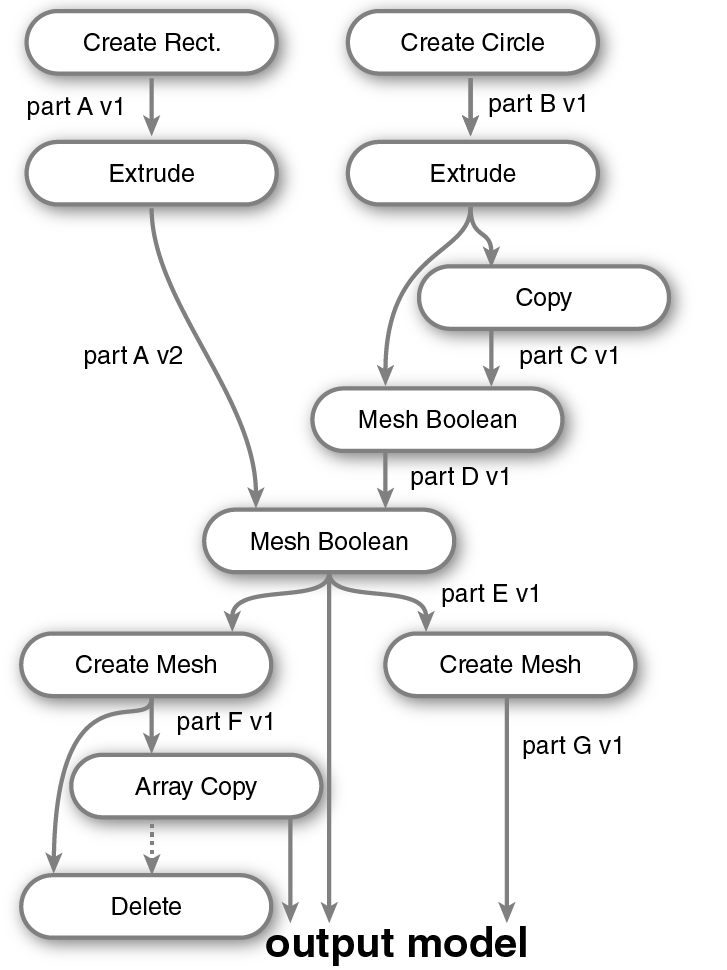 Create Rect.
Create Circle
part A v1
part B v1
Extrude
Extrude
Copy
part A v2
part C v1
Mesh Boolean
part D v1
Mesh Boolean
part E v1
Create Mesh
Create Mesh
part F v1
part G v1
Array Copy
Delete
output model